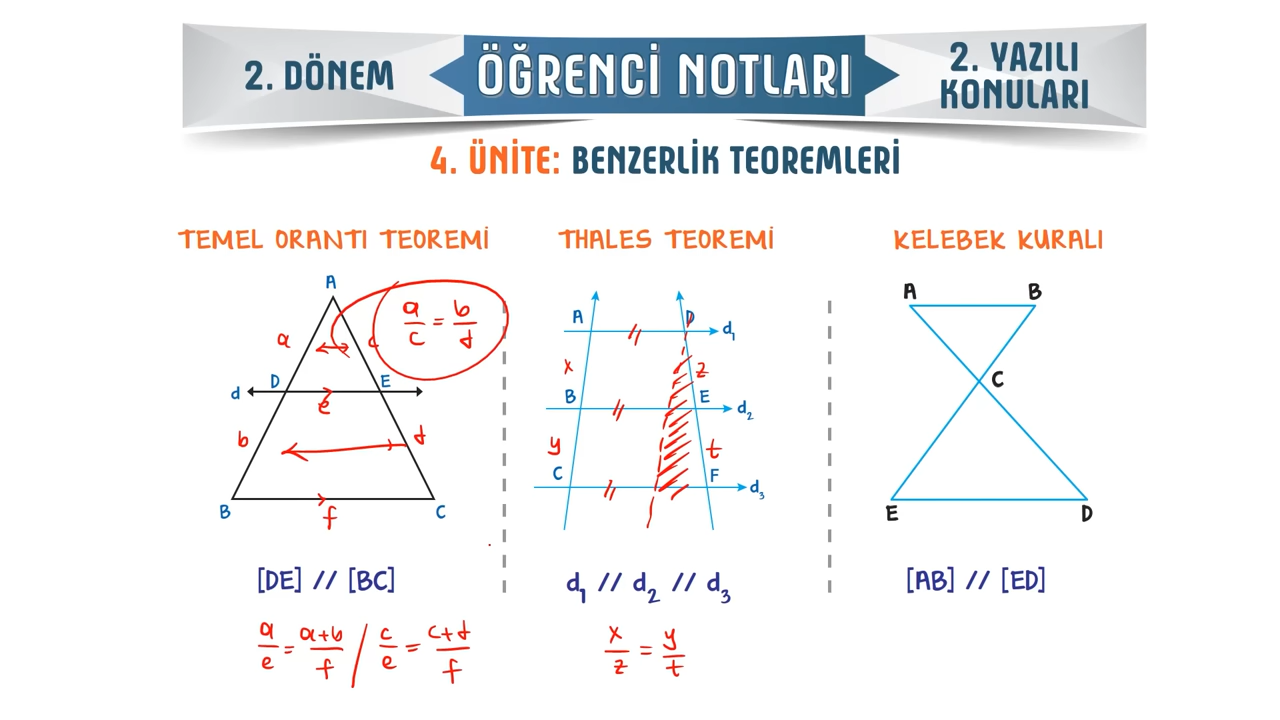 2. DÖNEM
ÖĞRENCİ NOTLARI
2. YAZILI
KONULARI
4. ÜNİTE: BENZERLİK TEOREMLERİ
TEMEL ORANTI TEOREMİ
A
a
c
a/c = b/d
d
D
E
e
b
d
B
f
C
[DE] // [BC]
a/e = a+b/f / c/e = c+d/f
THALES TEOREMİ
A
D
d1
x
z
B
E
d2
y
t
C
F
d3
d1 // d2 // d3
x/z = y/t
KELEBEK KURALI
A
B
C
E
D
[AB] // [ED]